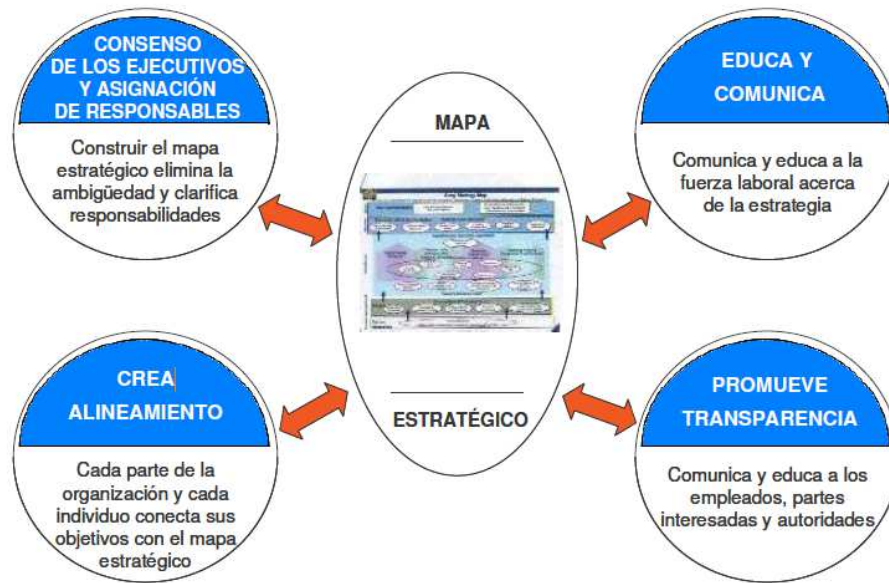 CONSENSO
DE LOS EJECUTIVOS
Y ASIGNACIÓN
DE RESPONSABLES
Construir el mapa
estratégico elimina la
ambigüedad y clarifica
responsabilidades
MAPA
ESTRATÉGICO
EDUCA Y
COMUNICA
Comunica y educa a la
fuerza laboral acerca
de la estrategia
CREA
ALINEAMIENTO
Cada parte de la
organización y cada
individuo conecta sus
objetivos con el mapa
estratégico
PROMUEVE
TRANSPARENCIA
Comunica y educa a los
empleados, partes
interesadas y autoridades